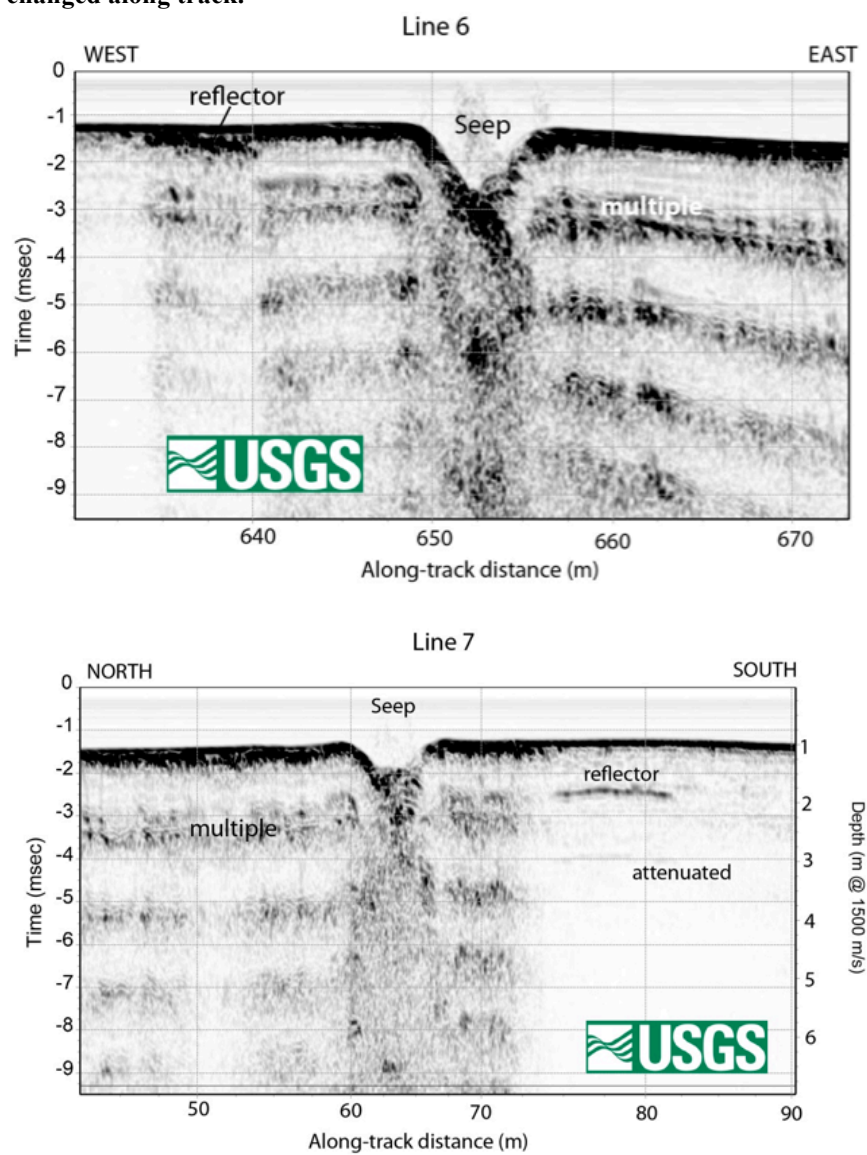 changed along track.
Line 6
WEST EAST
0
reflector
-1
Seep
-2
-3
multiple
-4
Time (msec)
-5
-6
-7
-8
USGS
-9
640 650 660 670
Along-track distance (m)
Line 7
NORTH SOUTH
0
Seep
-1
1
-2
reflector
2
-3
multiple
-4
3
attenuated
Time (msec)
Depth (m @ 1500 m/s)
-5
4
-6
-7
5
-8
6
USGS
-9
50 60 70 80 90
Along-track distance (m)